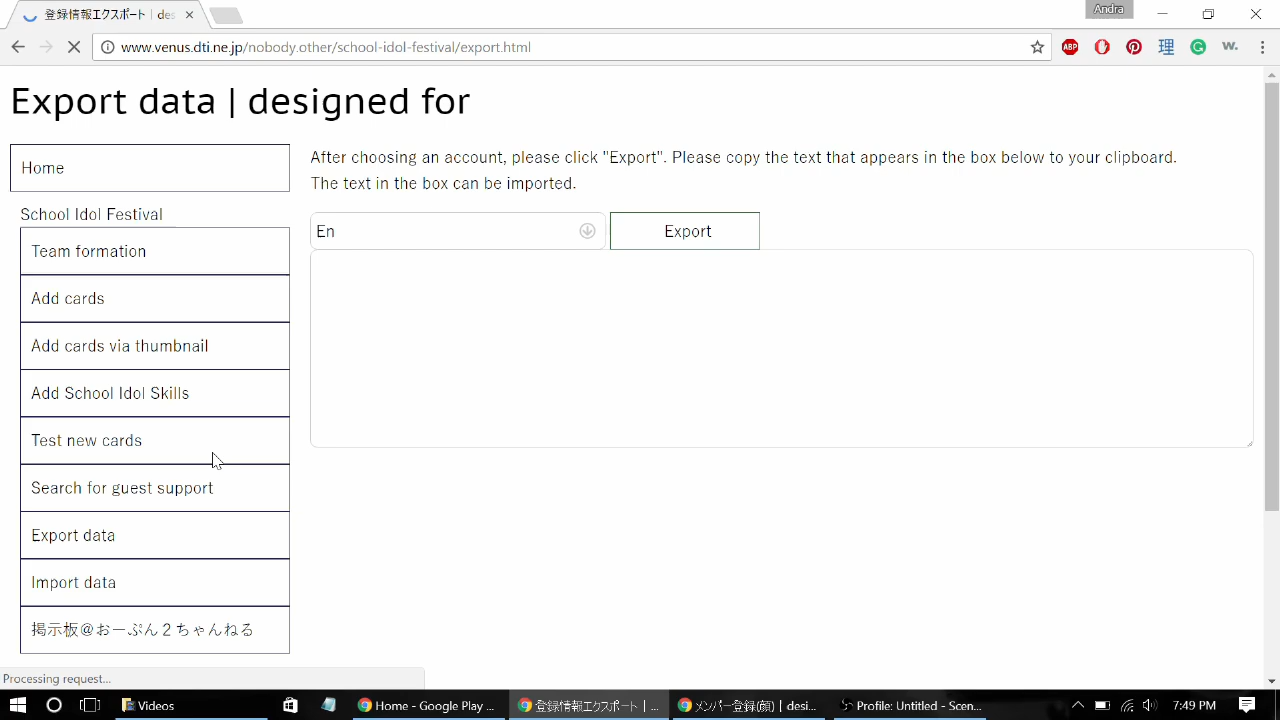 登録情報エクスポート | des
Andra
www.venus.dti.ne.jp/nobody.other/school-idol-festival/export.html
ABP
理
G
W.
Export data | designed for
Home
After choosing an account, please click "Export". Please copy the text that appears in the box below to your clipboard.
The text in the box can be imported.
School Idol Festival
En
Export
Team formation
Add cards
Add cards via thumbnail
Add School Idol Skills
Test new cards
Search for guest support
Export data
Import data
掲示板@おーぷん2ちゃんねる
Processing request...
Videos
Home - Google Play ...
登録情報エクスポート | ...
メンバー登録(顔) | desi...
Profile: Untitled - Scen...
7:49 PM